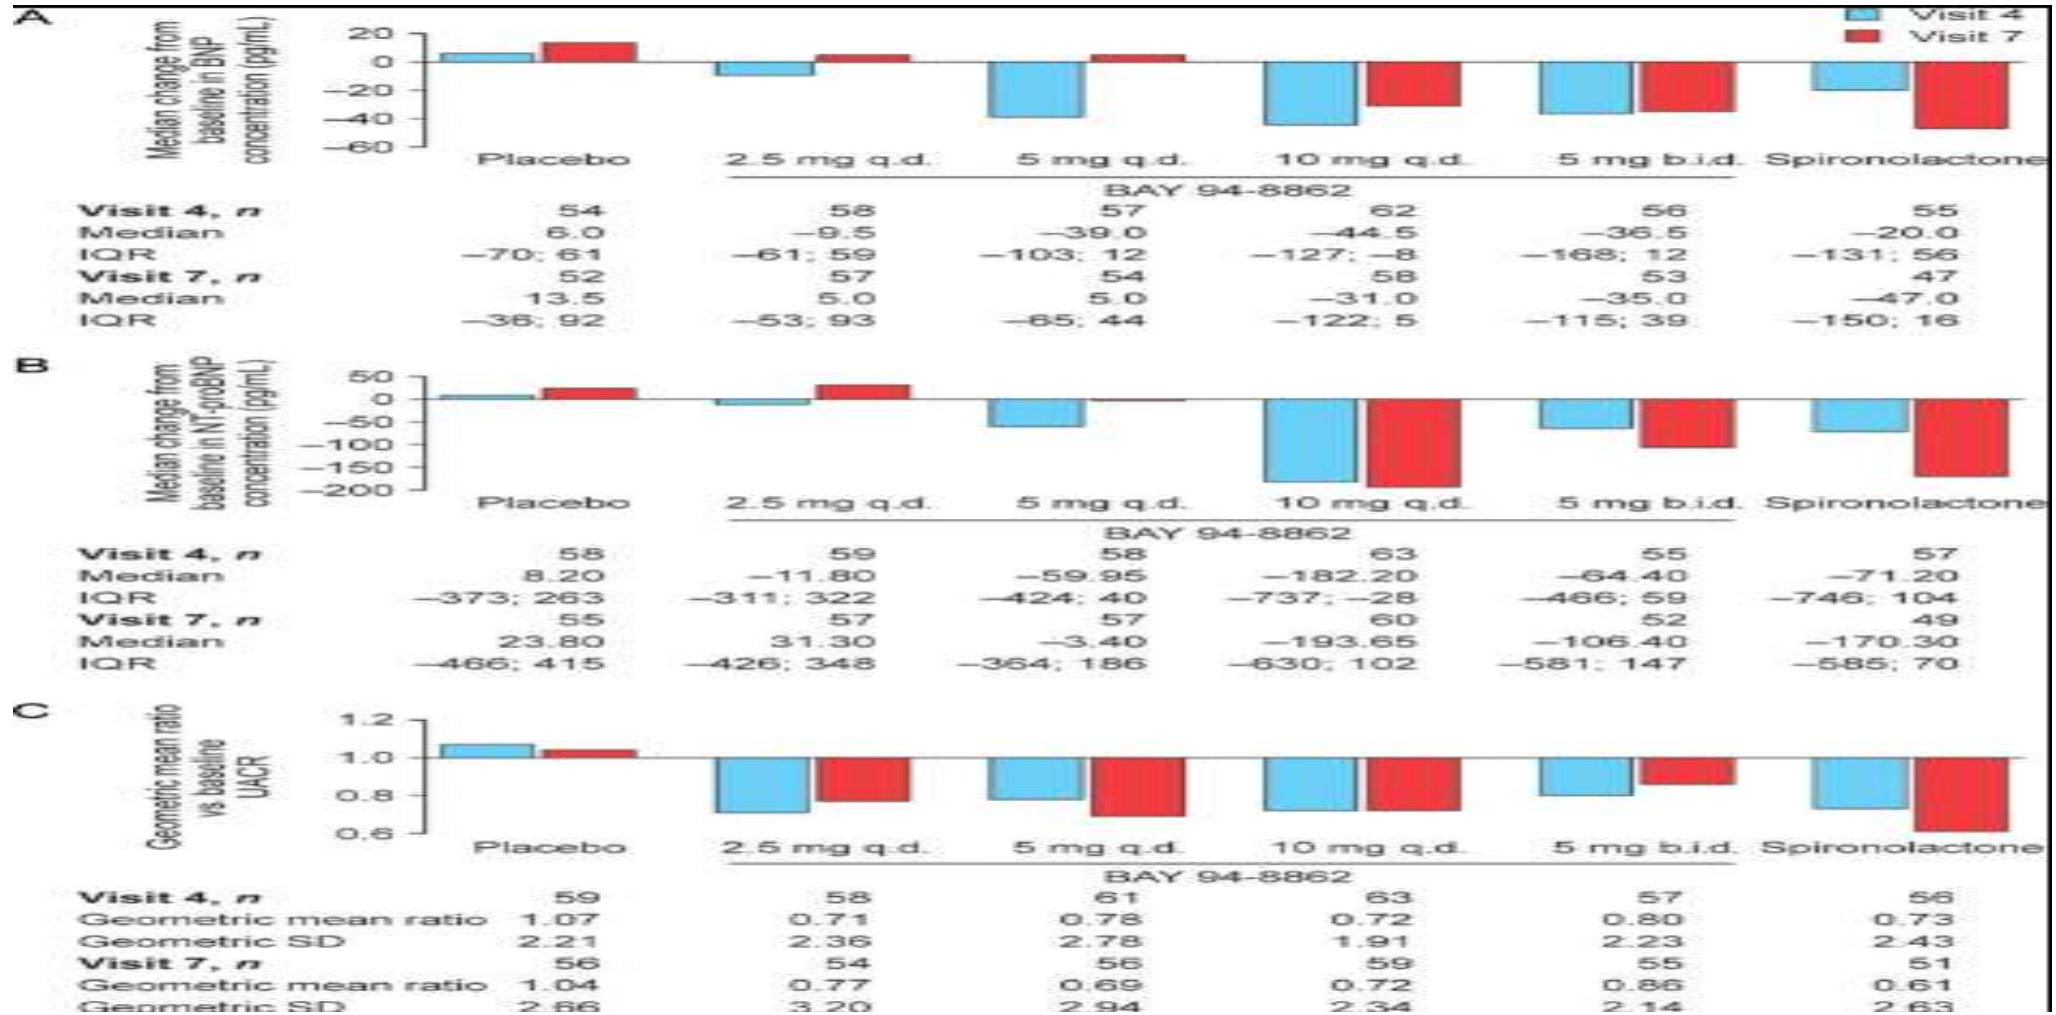 A
Median change from
baseline in BNP
concentration (pg/mL)
Visit 4
Visit 7
20
0
−20
−40
−60
Placebo 2.5 mg q.d. 5 mg q.d. 10 mg q.d. 5 mg b.i.d. Spironolactone
BAY 94-8862
Visit 4, n 54 58 57 62 56 55
Median 6.0 −9.5 −39.0 −44.5 −36.5 −20.0
IQR −70; 61 −61; 59 −103; 12 −127; −8 −168; 12 −131; 56
Visit 7, n 52 57 54 58 53 47
Median 13.5 5.0 5.0 −31.0 −35.0 −47.0
IQR −36; 92 −53; 93 −65; 44 −122; 5 −115; 39 −150; 16
B
Median change from
baseline in NT-proBNP
concentration (pg/mL)
50
0
−50
−100
−150
−200
Placebo 2.5 mg q.d. 5 mg q.d. 10 mg q.d. 5 mg b.i.d. Spironolactone
BAY 94-8862
Visit 4, n 58 59 58 63 55 57
Median 8.20 −11.80 −59.95 −182.20 −64.40 −71.20
IQR −373; 263 −311; 322 −424; 40 −737; −28 −466; 59 −746; 104
Visit 7, n 55 57 57 60 52 49
Median 23.80 31.30 −3.40 −193.65 −106.40 −170.30
IQR −466; 415 −426; 348 −364; 186 −630; 102 −581; 147 −585; 70
C
Geometric mean ratio
vs baseline
UACR
1.2
1.0
0.8
0.6
Placebo 2.5 mg q.d. 5 mg q.d. 10 mg q.d. 5 mg b.i.d. Spironolactone
BAY 94-8862
Visit 4, n 59 58 61 63 57 56
Geometric mean ratio 1.07 0.71 0.78 0.72 0.80 0.73
Geometric SD 2.21 2.36 2.78 1.91 2.23 2.43
Visit 7, n 56 54 56 59 55 51
Geometric mean ratio 1.04 0.77 0.69 0.72 0.86 0.61
Geometric SD 2.66 3.20 2.94 2.34 2.14 2.63